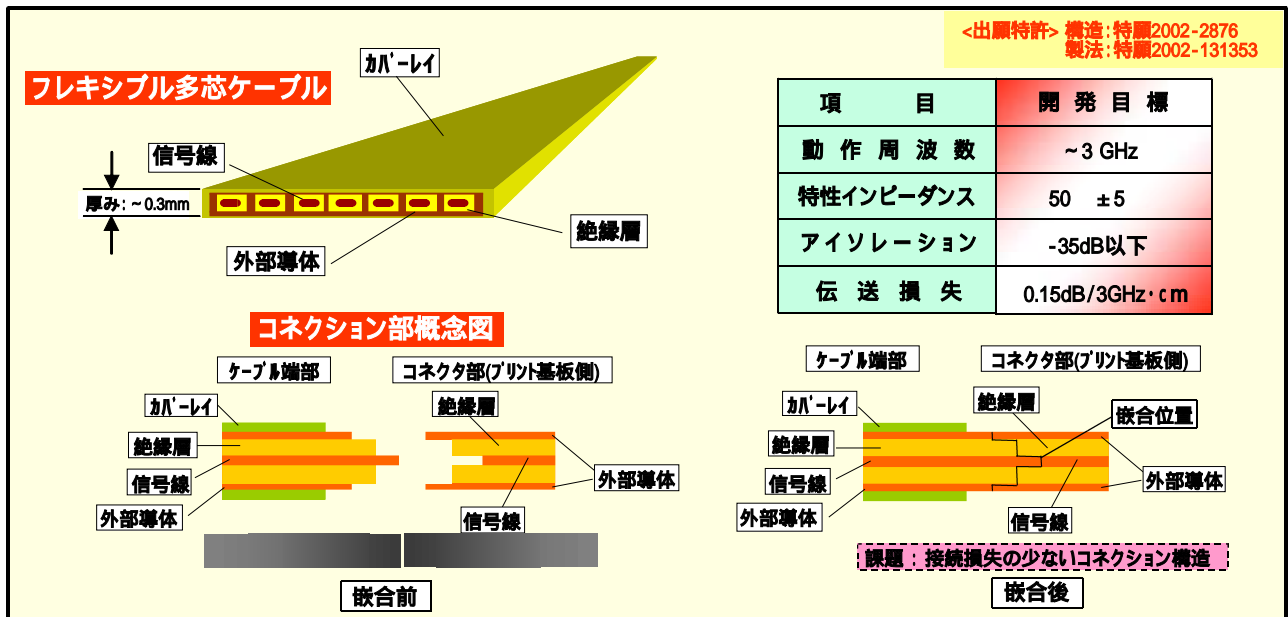 <出願特許> 構造:特願2002-2876
製法:特願2002-131353
フレキシブル多芯ケーブル
カバーレイ
信号線
厚み:~0.3mm
絶縁層
外部導体
項 目 開 発 目 標
動 作 周 波 数 ~3 GHz
特性インピーダンス 50 ±5
アイソレーション -35dB以下
伝 送 損 失 0.15dB/3GHz・cm
コネクション部概念図
ケーブル端部
コネクタ部(プリント基板側)
カバーレイ
絶縁層
絶縁層
信号線
外部導体
外部導体
信号線
嵌合前
ケーブル端部
コネクタ部(プリント基板側)
カバーレイ
絶縁層
嵌合位置
絶縁層
信号線
外部導体
外部導体
信号線
課題:接続損失の少ないコネクション構造
嵌合後